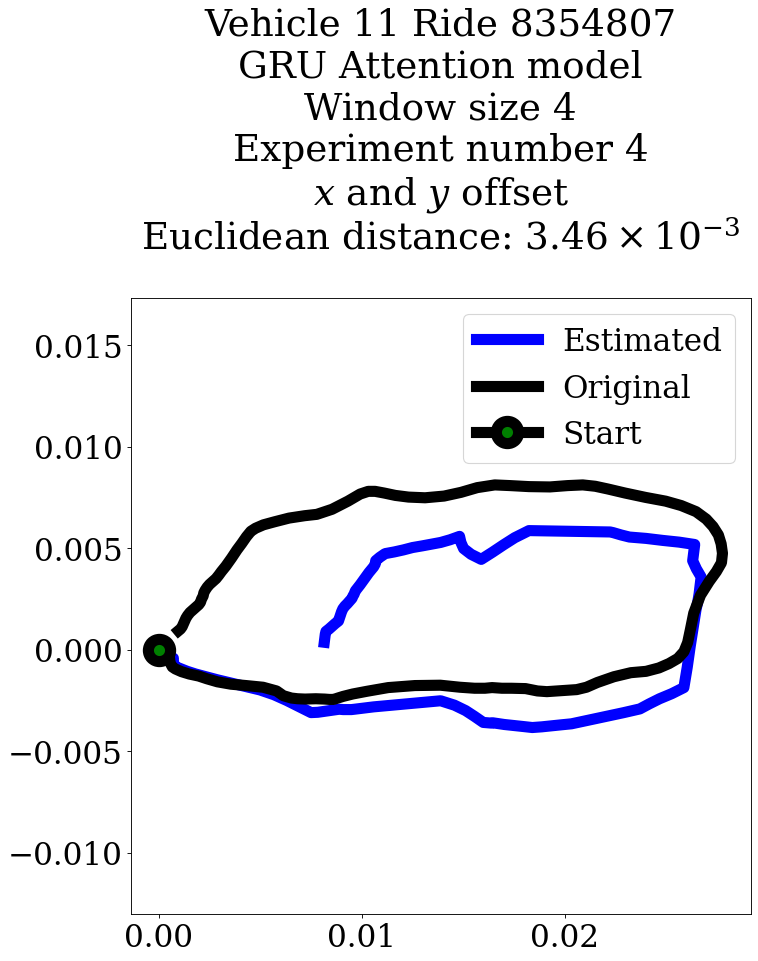 Vehicle 11 Ride 8354807
GRU Attention model
Window size 4
Experiment number 4
x and y offset
Euclidean distance: 3.46 × 10⁻³
Estimated
Original
Start
0.015
0.010
0.005
0.000
−0.005
−0.010
0.00 0.01 0.02